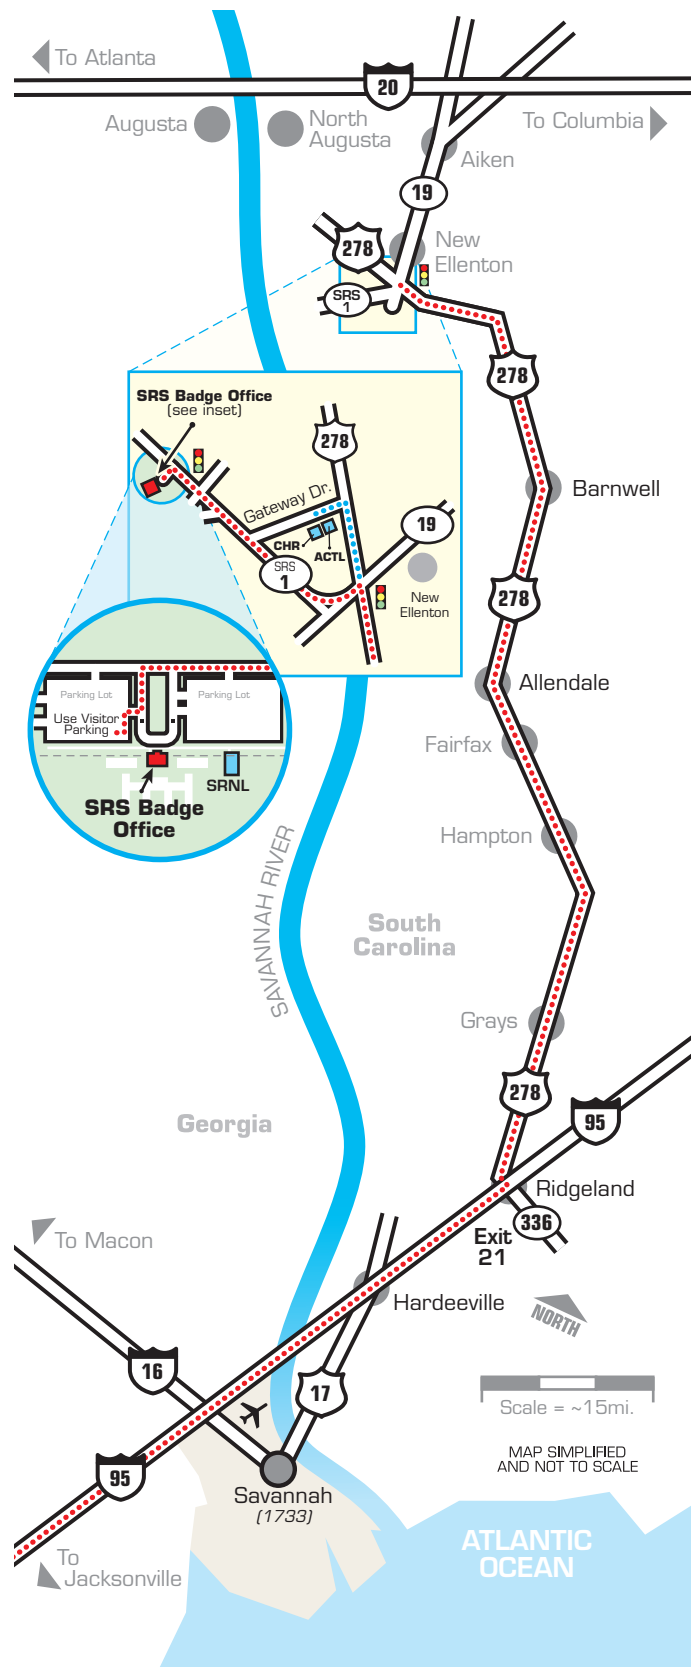 To Atlanta
20
Augusta
North
Augusta
To Columbia
Aiken
19
New
Ellenton
278
SRS
1
278
SRS Badge Office
(see inset)
278
Gateway Dr.
19
CHR
ACTL
SRS
1
New
Ellenton
Barnwell
278
Parking Lot
Parking Lot
Use Visitor
Parking
SRNL
SRS Badge
Office
Allendale
Fairfax
Hampton
SAVANNAH RIVER
South
Carolina
Grays
278
95
Georgia
Ridgeland
336
Exit
21
To Macon
Hardeeville
NORTH
16
17
Scale = ~15mi.
MAP SIMPLIFIED
AND NOT TO SCALE
95
Savannah
(1733)
ATLANTIC
OCEAN
To
Jacksonville